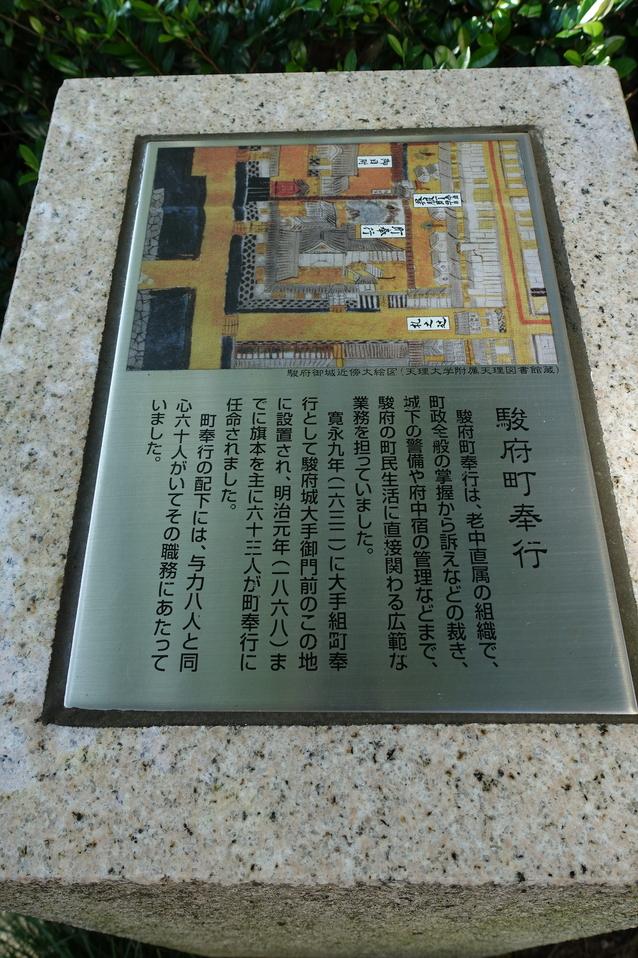 御目附
町奉行
札之辻
駿府御城近傍大絵図(天理大学附属天理図書館蔵)
駿府町奉行
駿府町奉行は、老中直属の組織で、
町政全般の掌握から訴えなどの裁き、
城下の警備や府中宿の管理などまで、
駿府の町民生活に直接関わる広範な
業務を担っていました。
寛永九年(一六三二)に大手組町奉
行として駿府城大手御門前のこの地
に設置され、明治元年(一八六八)ま
でに旗本を主に六十三人が町奉行に
任命されました。
町奉行の配下には、与力八人と同
心六十人がいてその職務にあたって
いました。